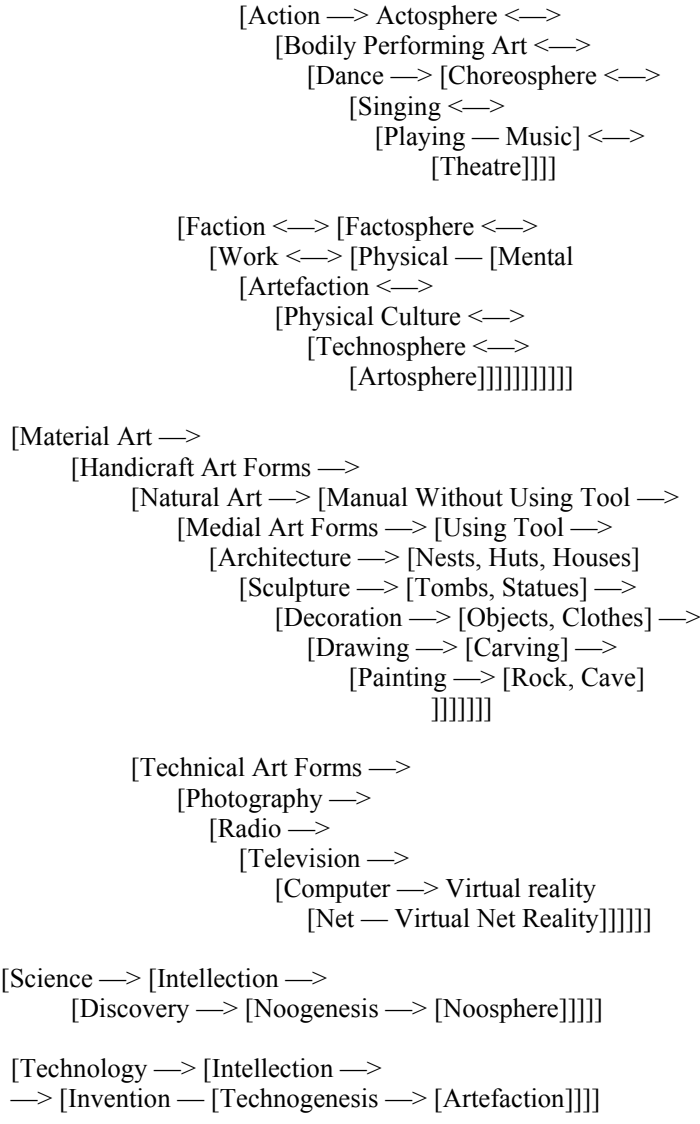 [Action —> Actosphere <—>
[Bodily Performing Art <—>
[Dance —> [Choreosphere <—>
[Singing <—>
[Playing — Music] <—>
[Theatre]]]]
[Faction <—> [Factosphere <—>
[Work <—> [Physical — [Mental
[Artefaction <—>
[Physical Culture <—>
[Technosphere <—>
[Artosphere]]]]]]]]]]]
[Material Art —>
[Handicraft Art Forms —>
[Natural Art —> [Manual Without Using Tool —>
[Medial Art Forms —> [Using Tool —>
[Architecture —> [Nests, Huts, Houses]
[Sculpture —> [Tombs, Statues] —>
[Decoration —> [Objects, Clothes] —>
[Drawing —> [Carving] —>
[Painting —> [Rock, Cave]
]]]]]]]
[Technical Art Forms —>
[Photography —>
[Radio —>
[Television —>
[Computer —> Virtual reality
[Net — Virtual Net Reality]]]]]]
[Science —> [Intellection —>
[Discovery —> [Noogenesis —> [Noosphere]]]]]
[Technology —> [Intellection —>
—> [Invention — [Technogenesis —> [Artefaction]]]]